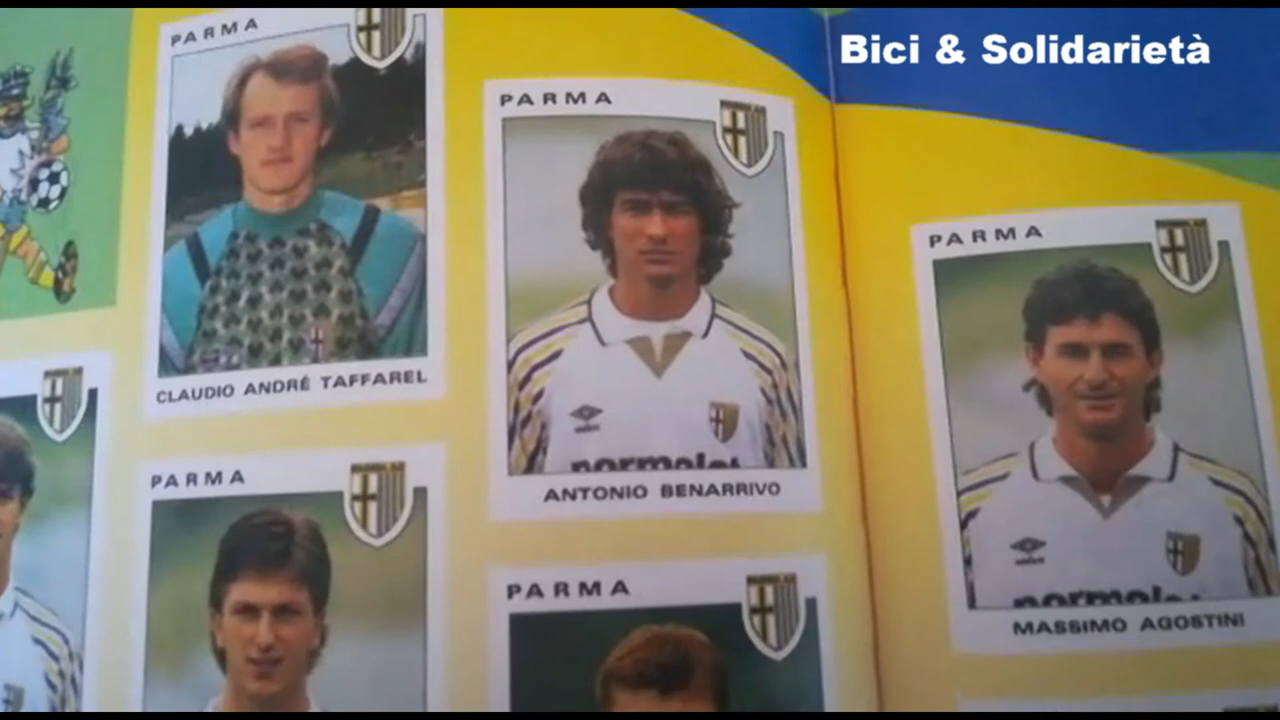 Bici & Solidarietà
PARMA
CLAUDIO ANDRÉ TAFFAREL
PARMA
ANTONIO BENARRIVO
PARMA
MASSIMO AGOSTINI
PARMA
PARMA